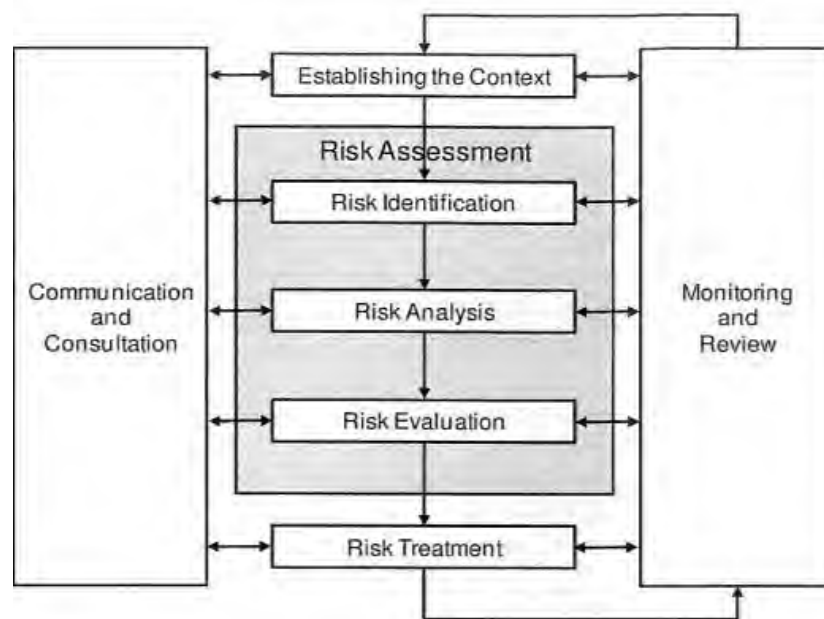 Establishing the Context
Risk Assessment
Risk Identification
Communication
and
Consultation
Risk Analysis
Monitoring
and
Review
Risk Evaluation
Risk Treatment